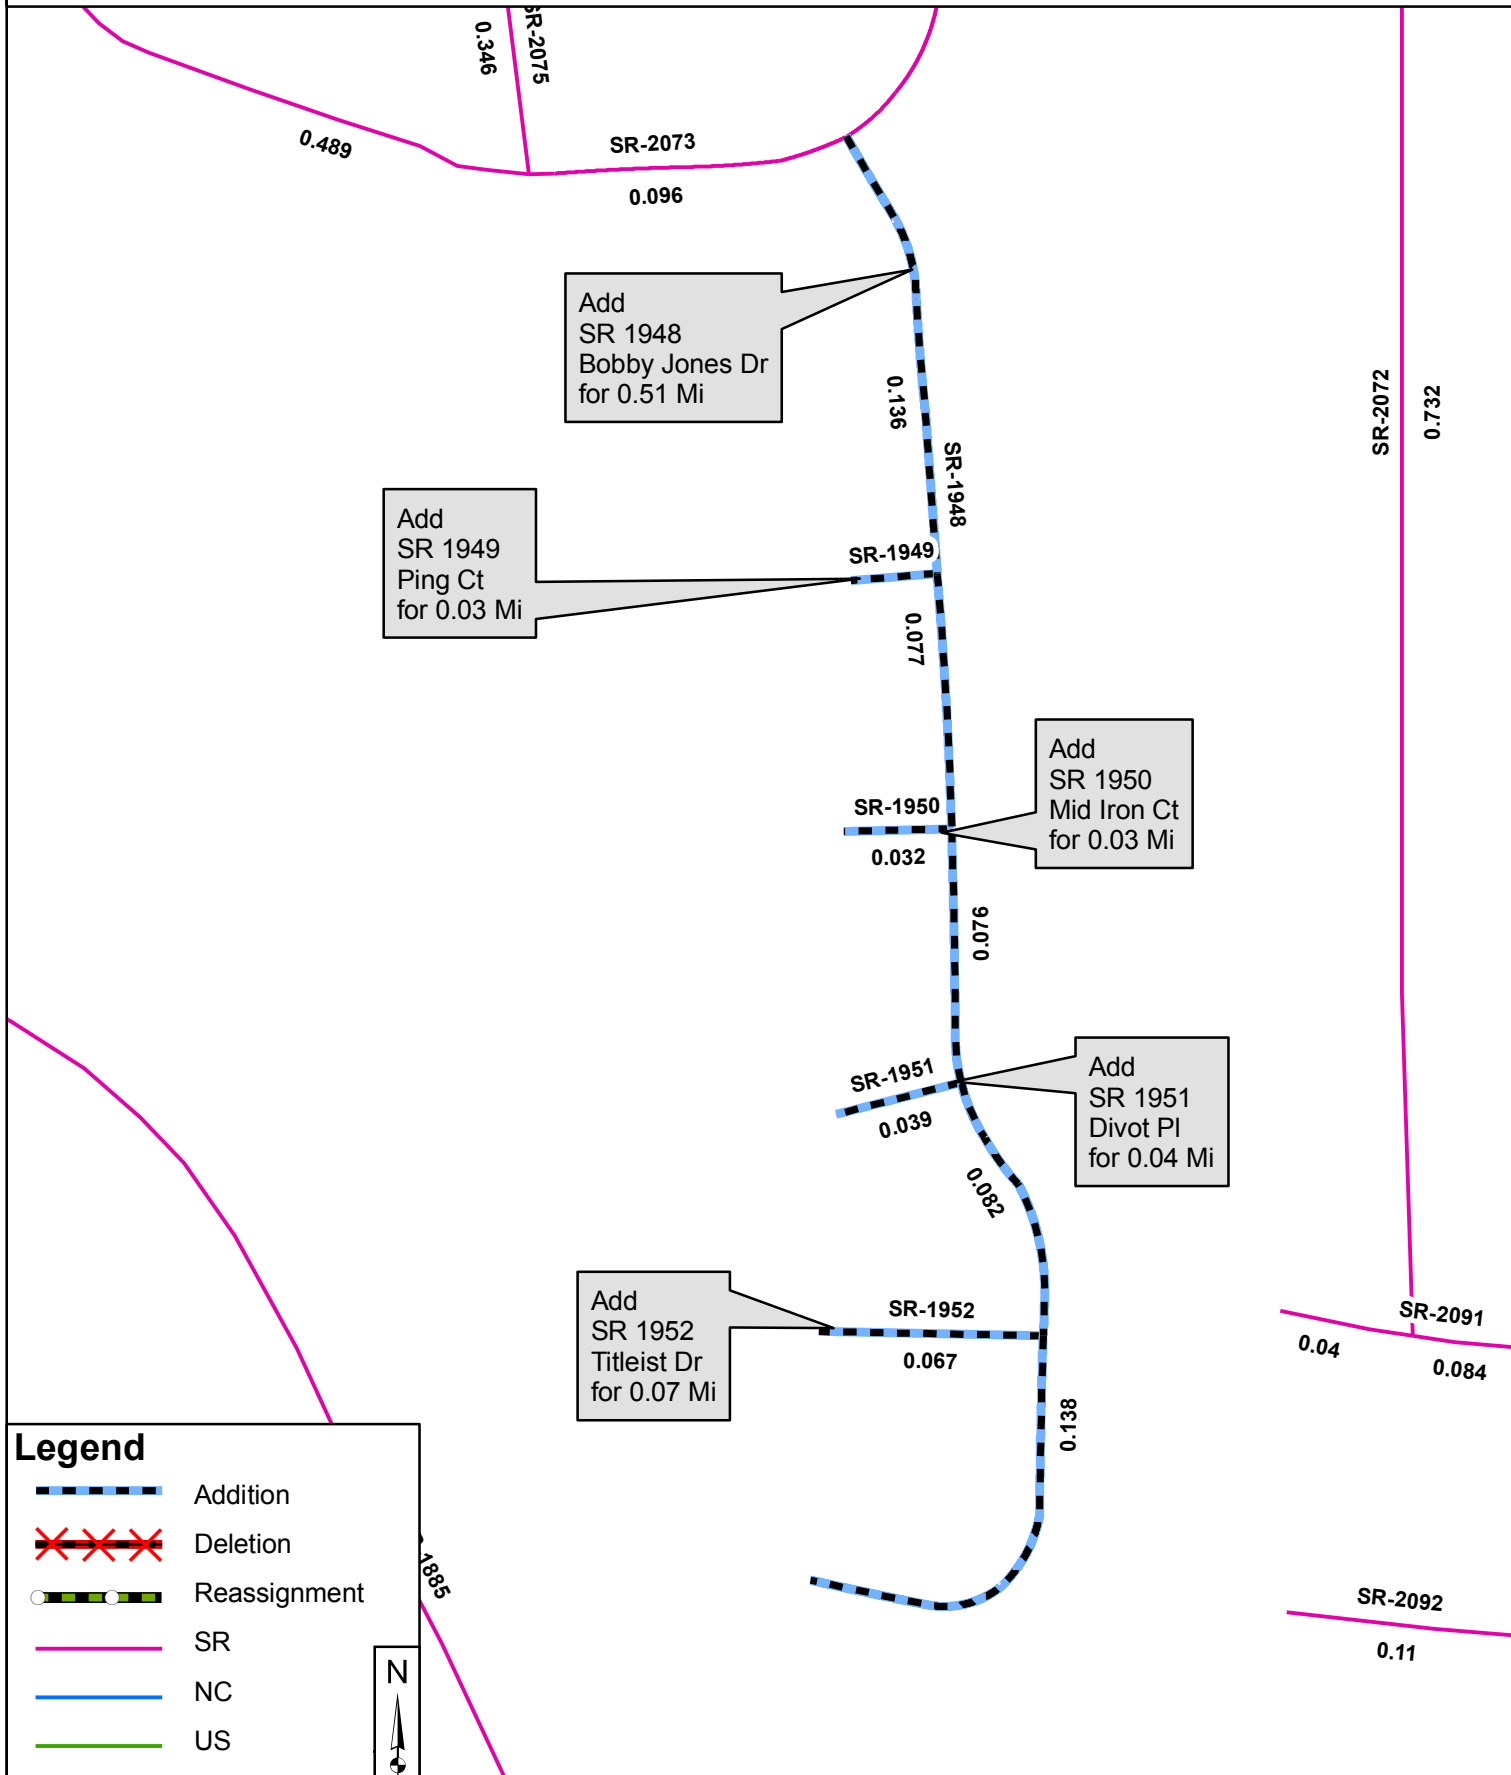 SR-2075
0.346
0.489
SR-2073
0.096
Add
SR 1948
Bobby Jones Dr
for 0.51 Mi
0.136
SR-1948
SR-2072
0.732
Add
SR 1949
Ping Ct
for 0.03 Mi
SR-1949
0.077
Add
SR 1950
Mid Iron Ct
for 0.03 Mi
SR-1950
0.032
0.076
SR-1951
0.039
Add
SR 1951
Divot Pl
for 0.04 Mi
0.082
Add
SR 1952
Titleist Dr
for 0.07 Mi
SR-1952
0.067
SR-2091
0.04
0.084
0.138
Legend
Addition
Deletion
Reassignment
SR
NC
US
N
-1885
SR-2092
0.11